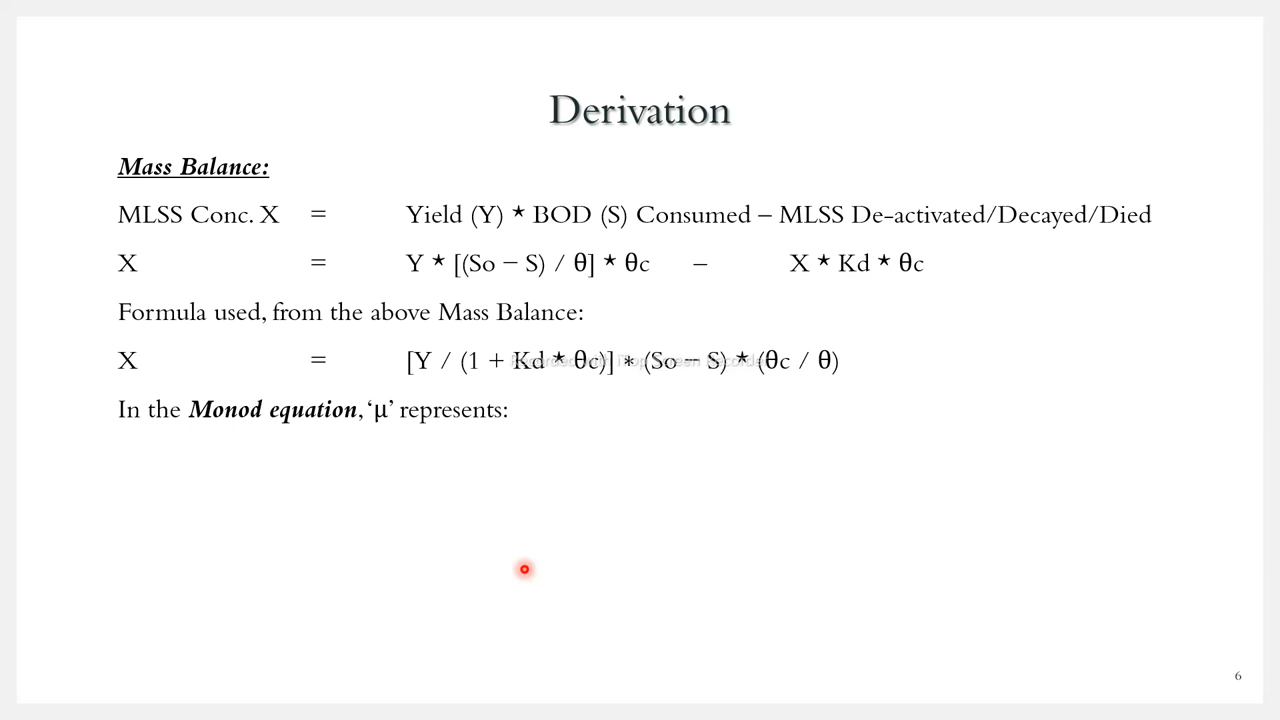 Derivation
Mass Balance:
MLSS Conc. X = Yield (Y) * BOD (S) Consumed – MLSS De-activated/Decayed/Died
X = Y * [(So − S) / θ] * θc – X * Kd * θc
Formula used, from the above Mass Balance:
X = [Y / (1 + Kd * θc)] * (So − S) * (θc / θ)
In the Monod equation, ‘μ’ represents:
6